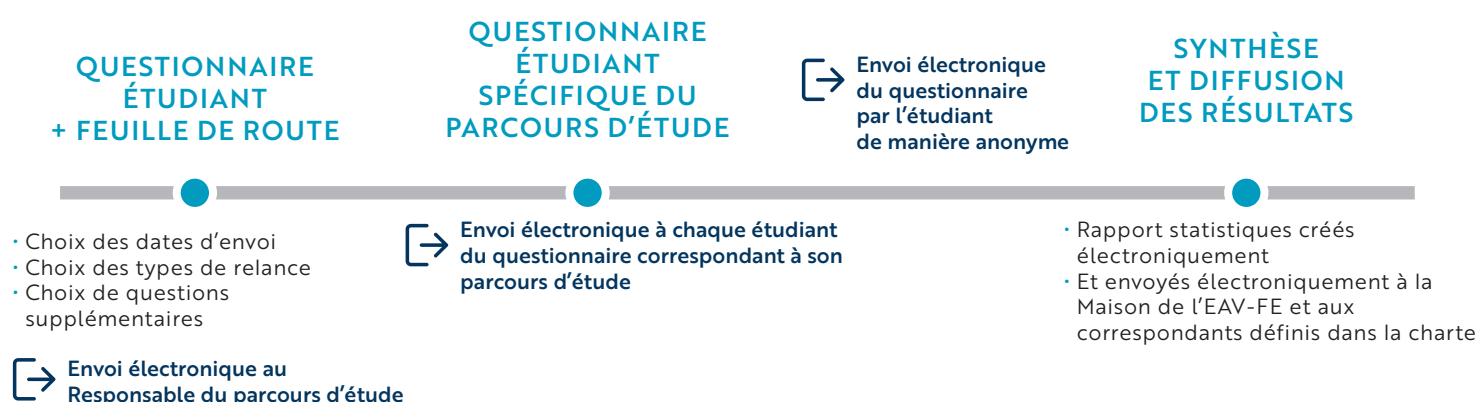 QUESTIONNAIRE
ÉTUDIANT
+ FEUILLE DE ROUTE
· Choix des dates d'envoi
· Choix des types de relance
· Choix de questions
supplémentaires
Envoi électronique au
Responsable du parcours d'étude
QUESTIONNAIRE
ÉTUDIANT
SPÉCIFIQUE DU
PARCOURS D'ÉTUDE
Envoi électronique à chaque étudiant
du questionnaire correspondant à son
parcours d'étude
Envoi électronique
du questionnaire
par l'étudiant
de manière anonyme
SYNTHÈSE
ET DIFFUSION
DES RÉSULTATS
· Rapport statistiques créés
électroniquement
· Et envoyés électroniquement à la
Maison de l'EAV-FE et aux
correspondants définis dans la charte